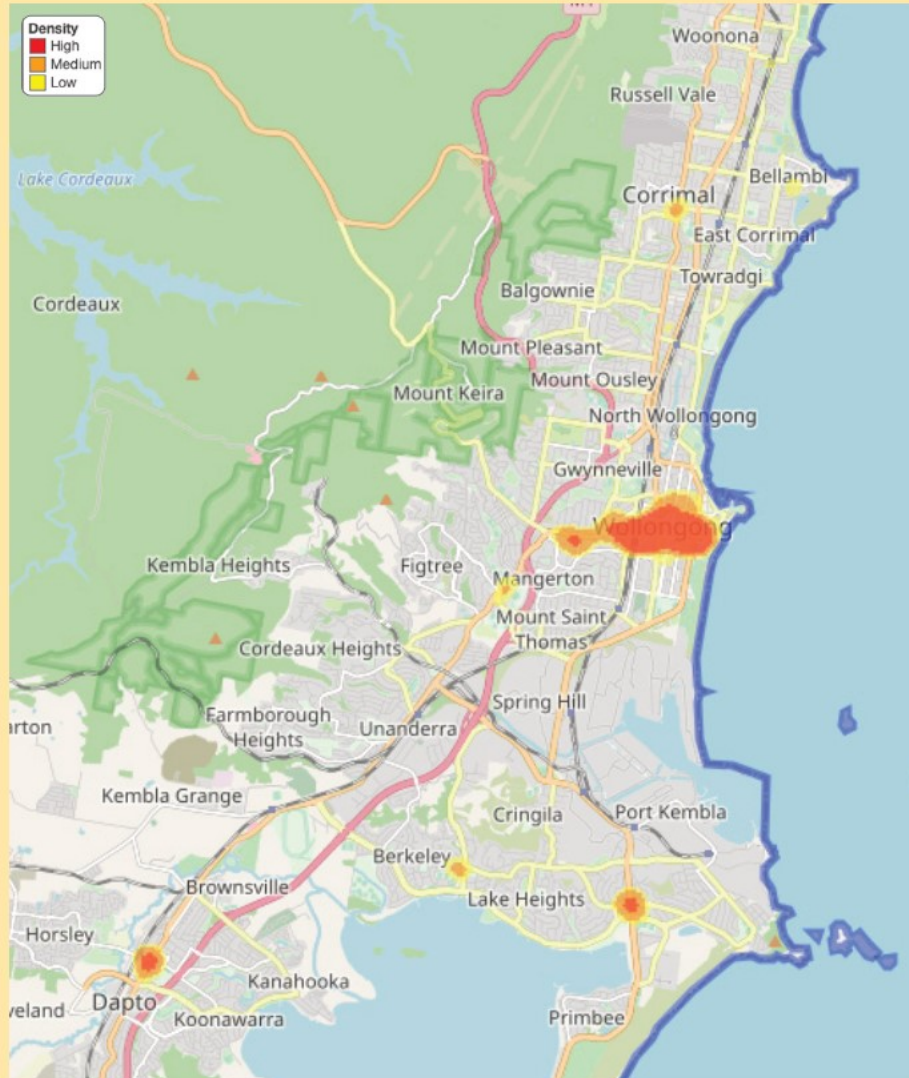 Density
High
Medium
Low
Woonona
Russell Vale
Lake Cordeaux
Bellambi
Corrimal
East Corrimal
Towradgi
Balgownie
Cordeaux
Mount Pleasant
Mount Ousley
Mount Keira
North Wollongong
Gwynneville
Wollongong
Kembla Heights
Figtree
Mangerton
Mount Saint
Thomas
Cordeaux Heights
Spring Hill
Farmborough
Heights
Unanderra
arton
Kembla Grange
Cringila
Port Kembla
Berkeley
Brownsville
Lake Heights
Horsley
Kanahooka
Dapto
veland
Koonawarra
Primbee